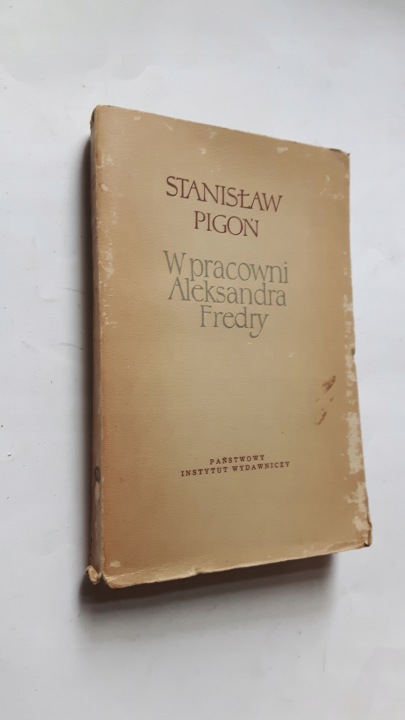 STANISŁAW
PIGOŃ
W pracowni
Aleksandra
Fredry
PAŃSTWOWY
INSTYTUT WYDAWNICZY